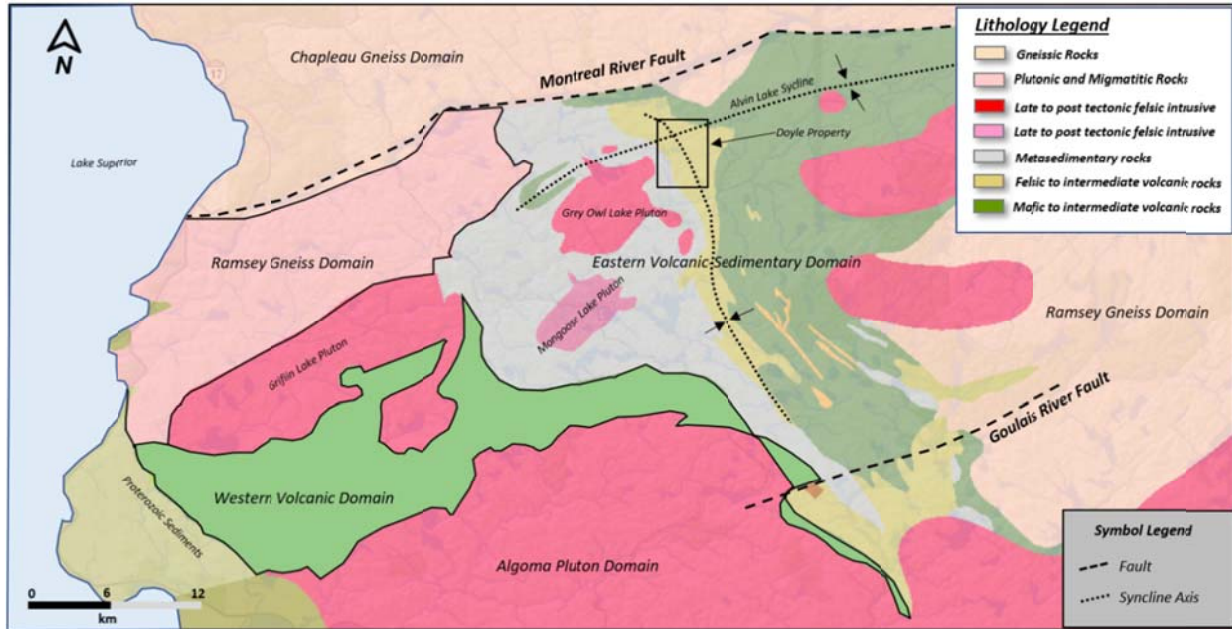 N
17
Chapleau Gneiss Domain
Montreal River Fault
Alvin Lake Sycline
Doyle Property
Lake Superior
Grey Owl Lake Pluton
Ramsey Gneiss Domain
Eastern Volcanic-Sedimentary Domain
Mongoose Lake Pluton
Ramsey Gneiss Domain
Griffin Lake Pluton
Goulais River Fault
Western Volcanic Domain
Proterozoic Sediments
Algoma Pluton Domain
0 6 12
km
Lithology Legend
Gneissic Rocks
Plutonic and Migmatitic Rocks
Late to post tectonic felsic intrusive
Late to post tectonic felsic intrusive
Metasedimentary rocks
Felsic to intermediate volcanic rocks
Mafic to intermediate volcanic rocks
Symbol Legend
Fault
Syncline Axis